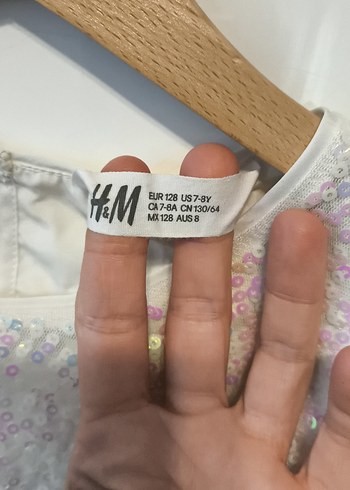 H&M
EUR 128 US 7-8Y
CA 7-8A CN 130/64
MX 128 AUS 8